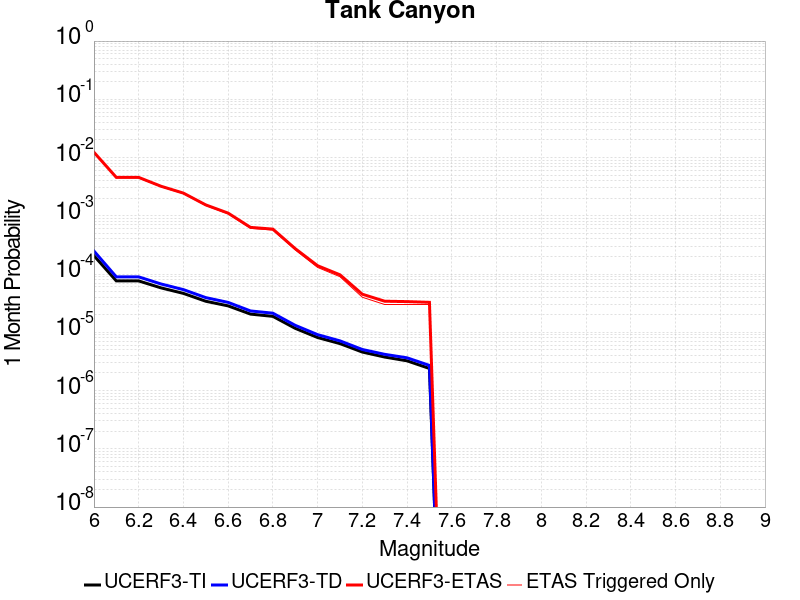 Tank Canyon
10^0
10^-1
10^-2
10^-3
10^-4
10^-5
10^-6
10^-7
10^-8
1 Month Probability
6 6.2 6.4 6.6 6.8 7 7.2 7.4 7.6 7.8 8 8.2 8.4 8.6 8.8 9
Magnitude
UCERF3-TI UCERF3-TD UCERF3-ETAS ETAS Triggered Only